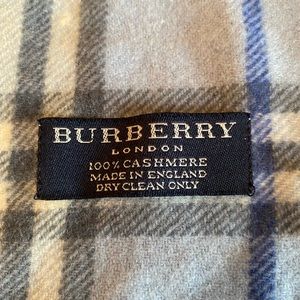 BURBERRY
LONDON
100% CASHMERE
MADE IN ENGLAND
DRY CLEAN ONLY